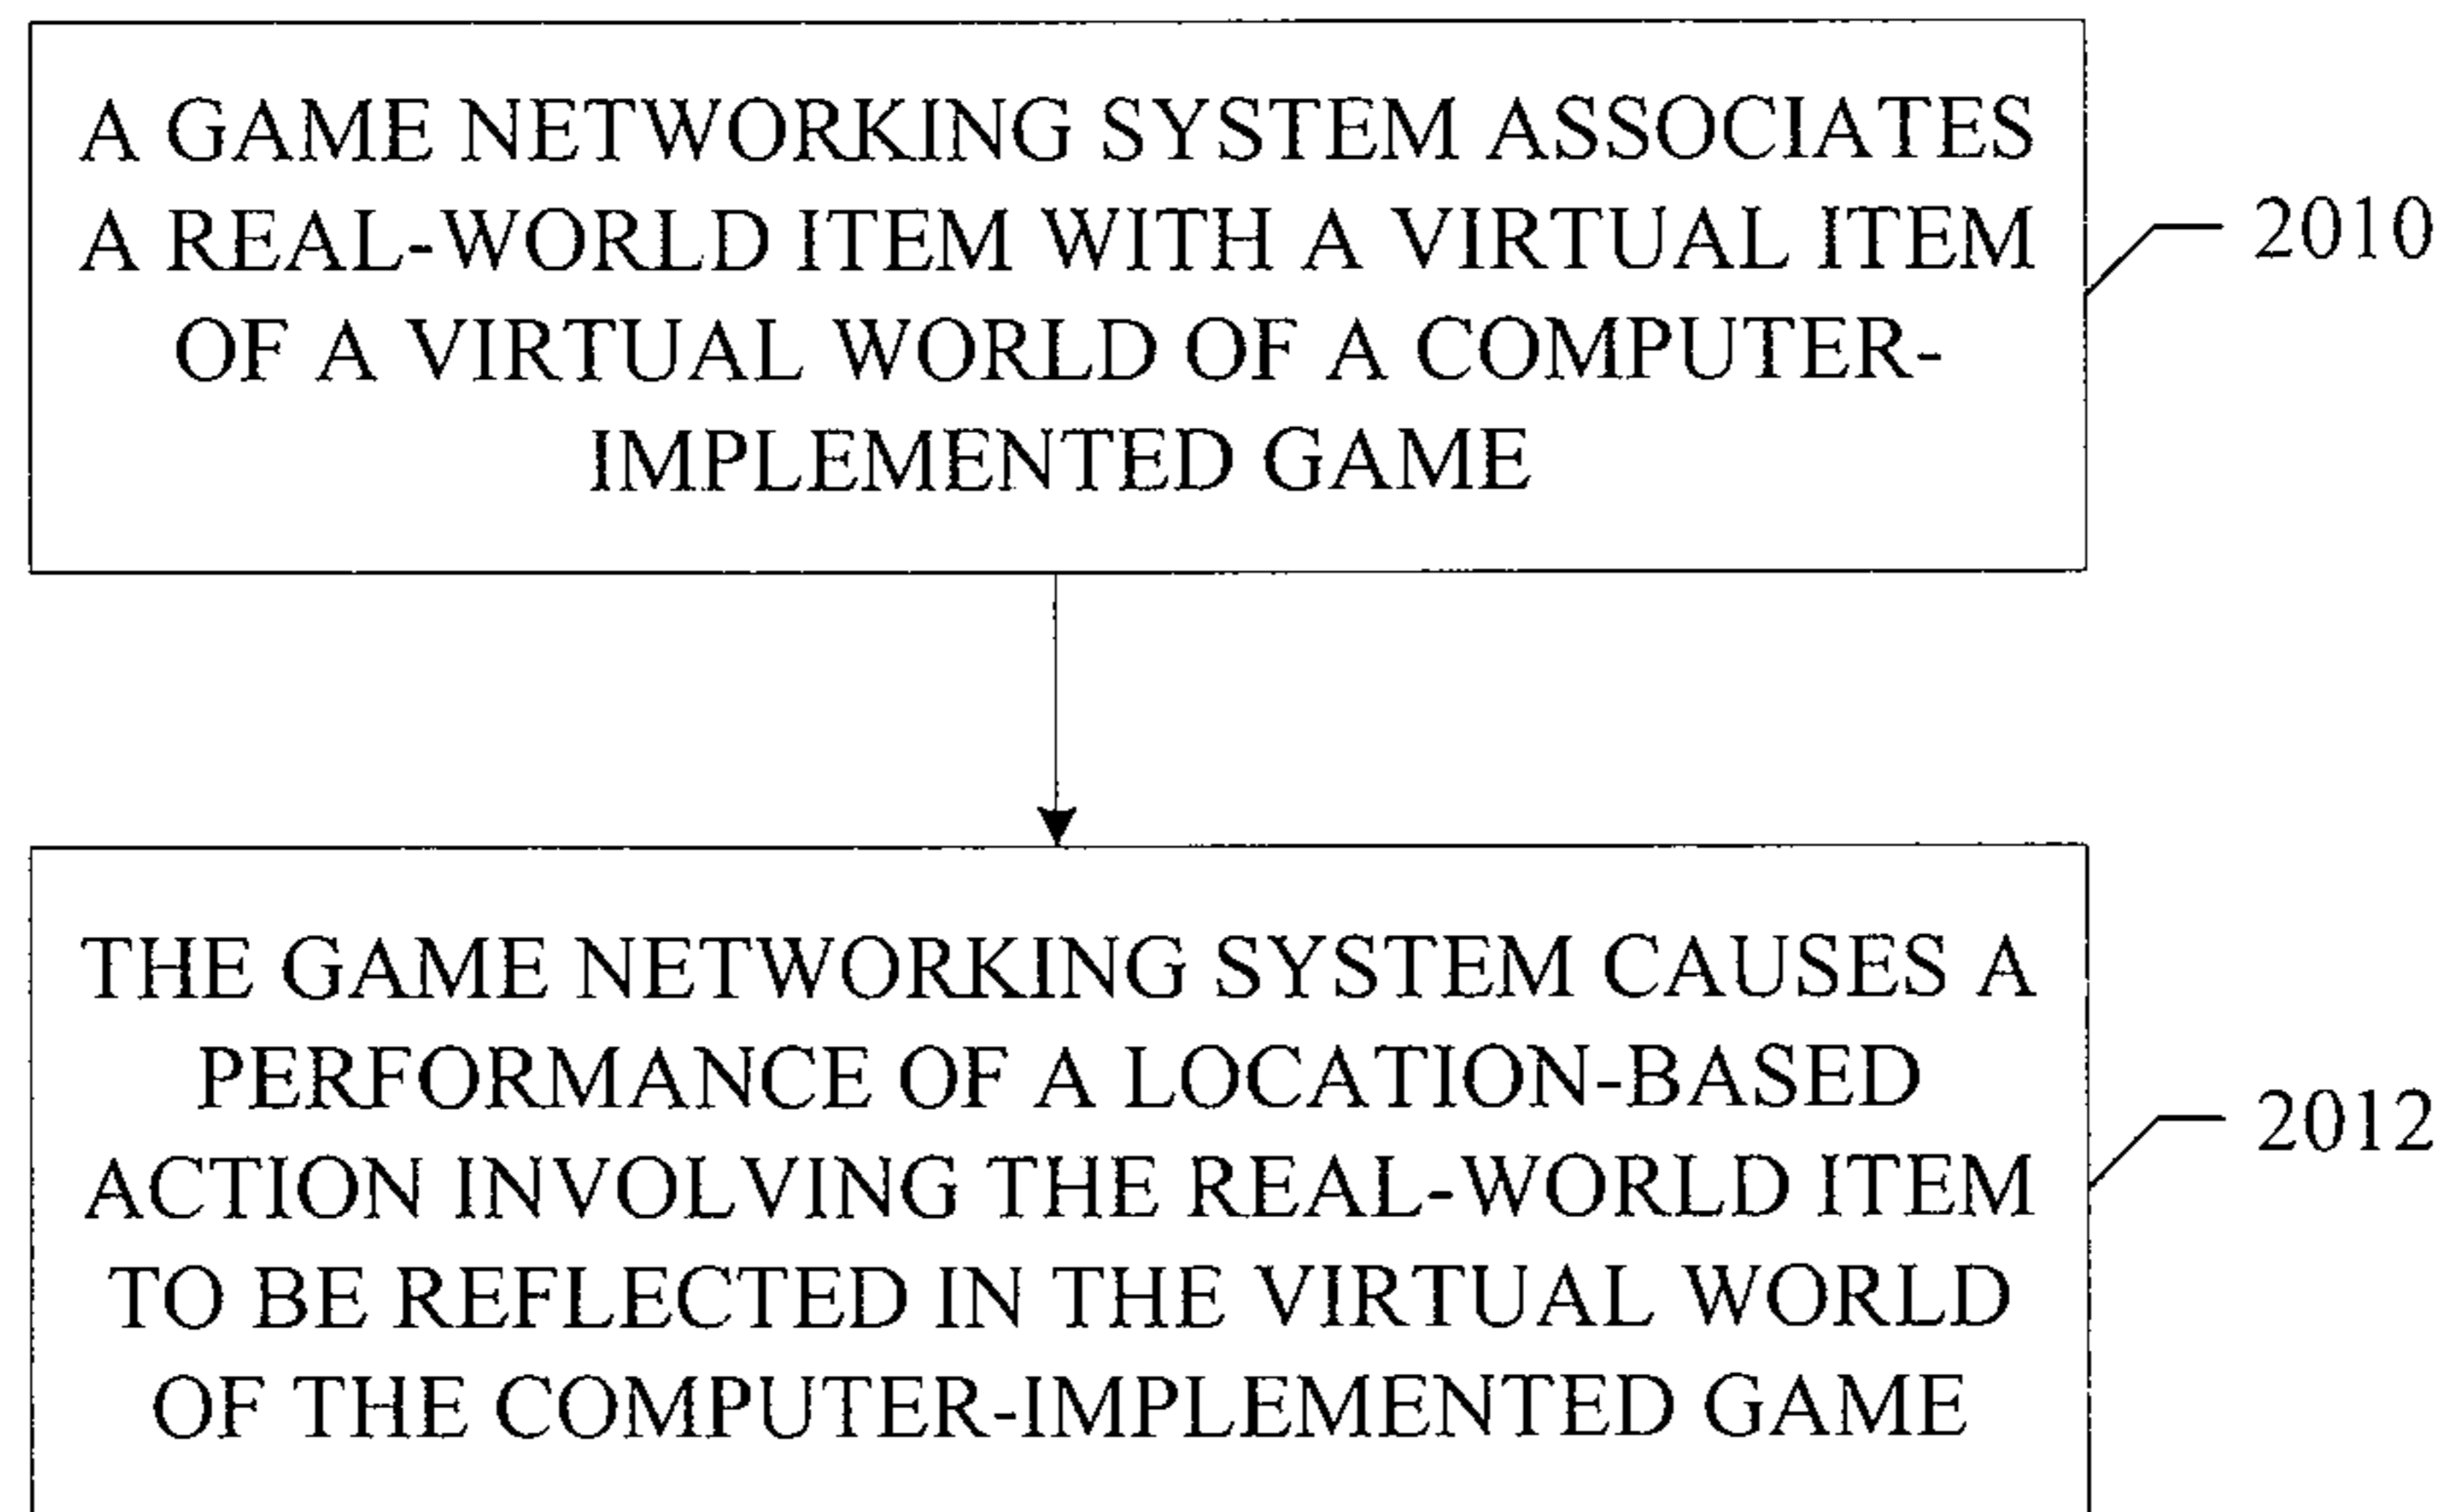 A GAME NETWORKING SYSTEM ASSOCIATES
A REAL-WORLD ITEM WITH A VIRTUAL ITEM
OF A VIRTUAL WORLD OF A COMPUTER-
IMPLEMENTED GAME
2010
THE GAME NETWORKING SYSTEM CAUSES A
PERFORMANCE OF A LOCATION-BASED
ACTION INVOLVING THE REAL-WORLD ITEM
TO BE REFLECTED IN THE VIRTUAL WORLD
OF THE COMPUTER-IMPLEMENTED GAME
2012